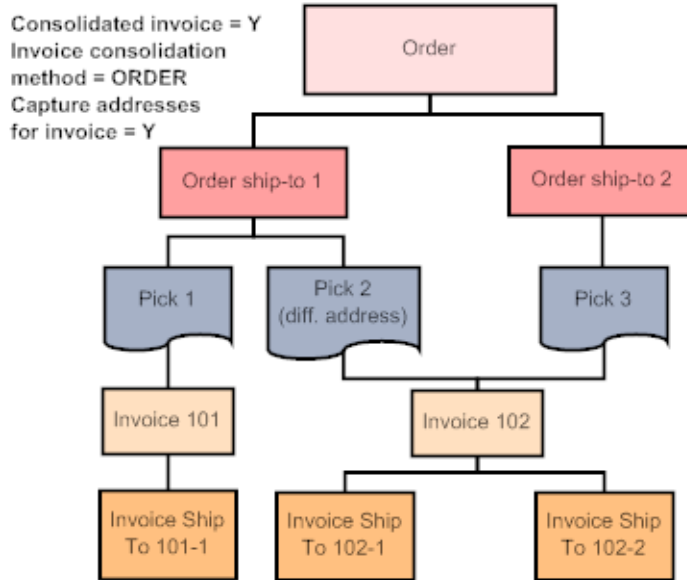 Consolidated invoice = Y
Invoice consolidation
method = ORDER
Capture addresses
for invoice = Y
Order
Order ship-to 1
Order ship-to 2
Pick 1
Pick 2
(diff. address)
Pick 3
Invoice 101
Invoice 102
Invoice Ship
To 101-1
Invoice Ship
To 102-1
Invoice Ship
To 102-2